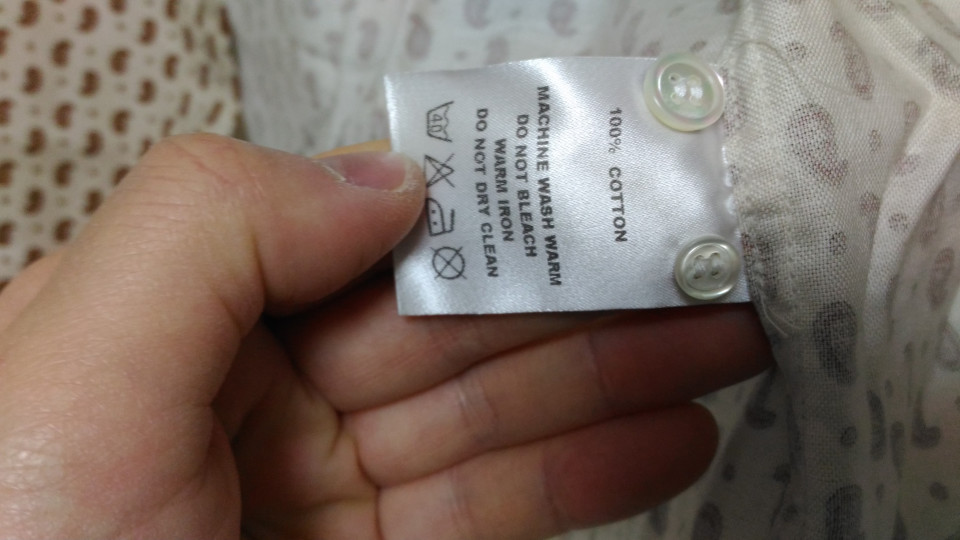 100% COTTON
MACHINE WASH WARM
DO NOT BLEACH
WARM IRON
DO NOT DRY CLEAN
40